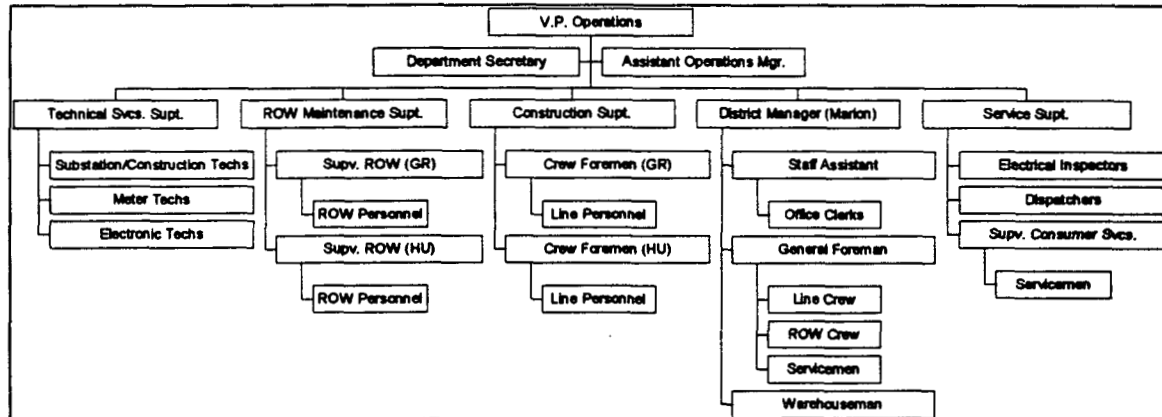 V.P. Operations
Department Secretary
Assistant Operations Mgr.
Technical Svcs. Supt.
ROW Maintenance Supt.
Construction Supt.
District Manager (Marion)
Service Supt.
Substation/Construction Techs
Meter Techs
Electronic Techs
Supv. ROW (GR)
ROW Personnel
Supv. ROW (HU)
ROW Personnel
Crew Foremen (GR)
Line Personnel
Crew Foremen (HU)
Line Personnel
Staff Assistant
Office Clerks
General Foreman
Line Crew
ROW Crew
Servicemen
Warehouseman
Electrical Inspectors
Dispatchers
Supv. Consumer Svcs.
Servicemen